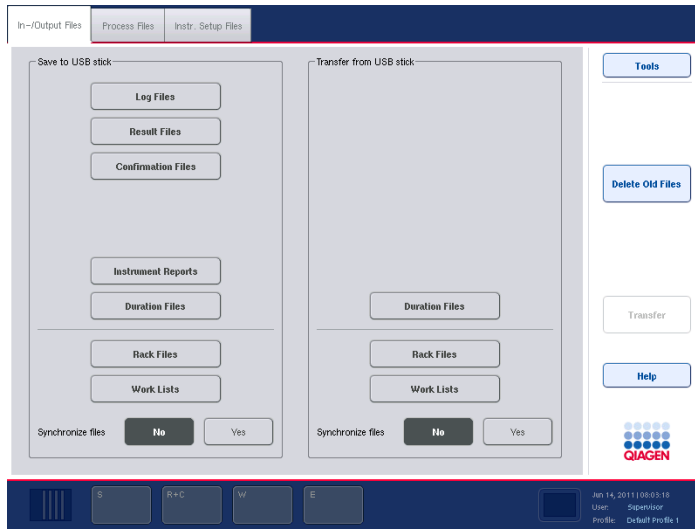 In-/Output Files
Process Files
Instr. Setup Files
Save to USB stick
Log Files
Result Files
Confirmation Files
Instrument Reports
Duration Files
Rack Files
Work Lists
Synchronize files
No
Yes
Transfer from USB stick
Duration Files
Rack Files
Work Lists
Synchronize files
No
Yes
Tools
Delete Old Files
Transfer
Help
QIAGEN
S
R+C
W
E
Jun 14, 2011 | 08:03:18
User: Supervisor
Profile: Default Profile 1